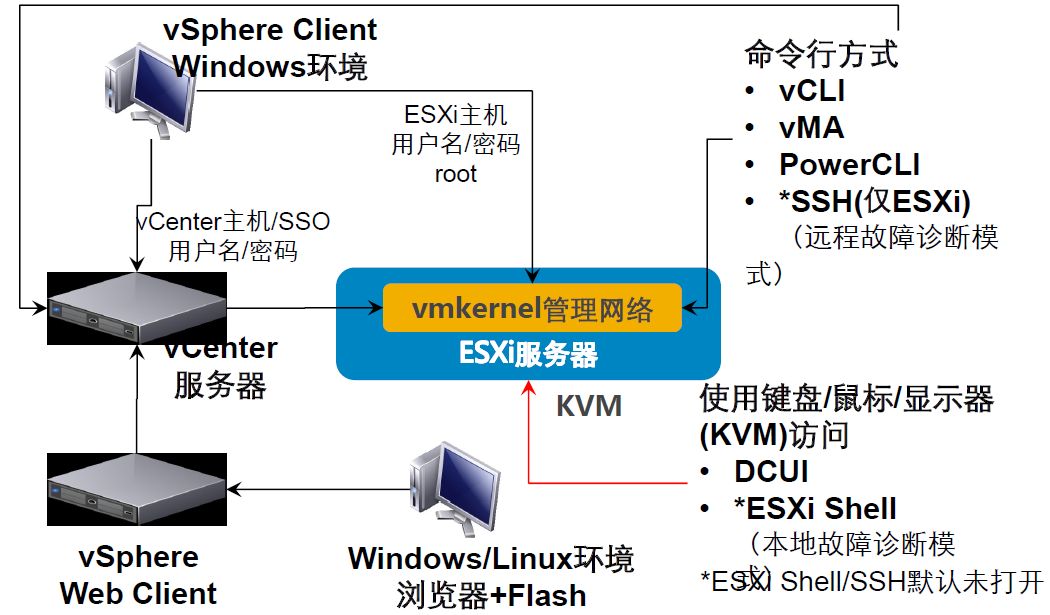 vSphere Client
Windows环境
命令行方式
• vCLI
• vMA
• PowerCLI
• *SSH(仅ESXi)
（远程故障诊断模
式）
ESXi主机
用户名/密码
root
vCenter主机/SSO
用户名/密码
vmkernel管理网络
ESXi服务器
vCenter
服务器
KVM
使用键盘/鼠标/显示器
(KVM)访问
• DCUI
• *ESXi Shell
（本地故障诊断模
式）
*ESXi Shell/SSH默认未打开
vSphere
Web Client
Windows/Linux环境
浏览器+Flash